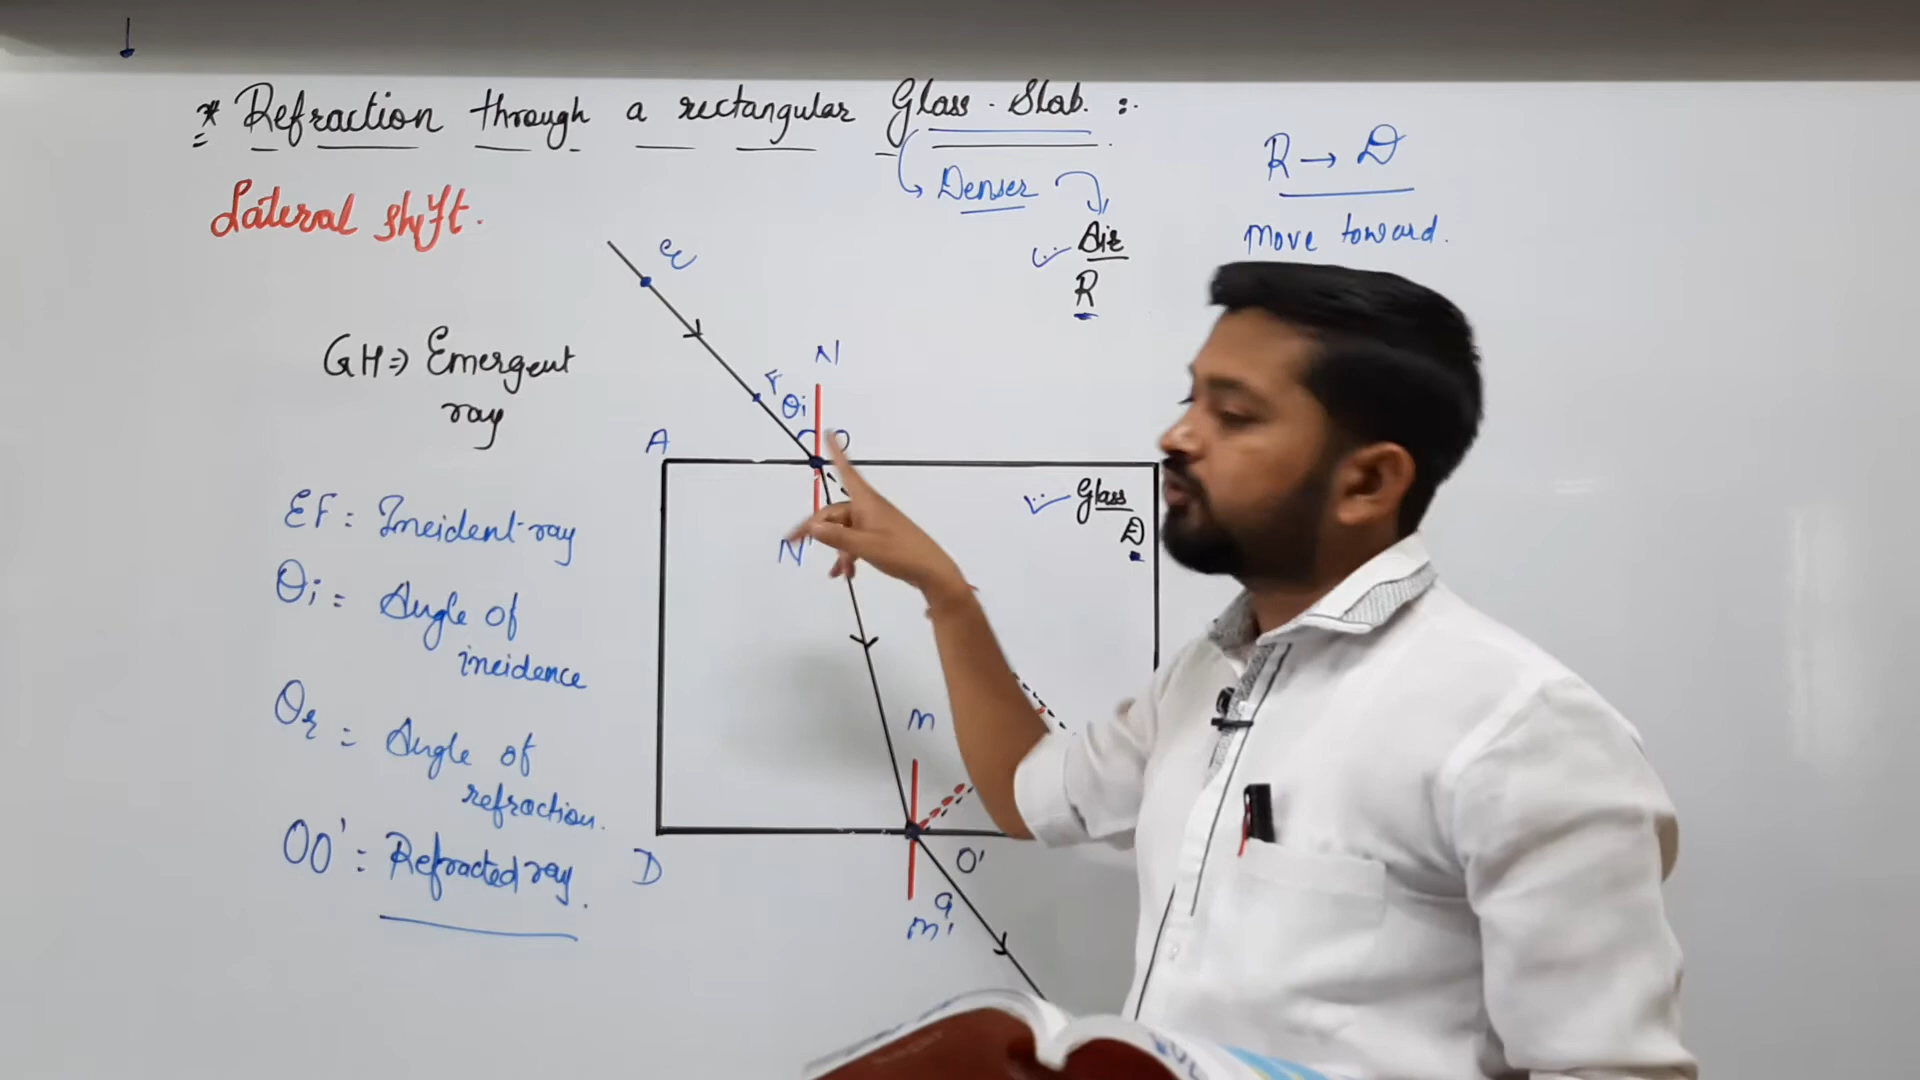 * Refraction through a rectangular Glass-Slab. :-
Denser
R → D
Lateral shift.
Air
R
Move toward.
E
GH => Emergent
ray
N
F
θi
A
O
Glass
D
EF = Incident-ray
N'
θi = Angle of
incidence
θr = Angle of
refraction.
M
OO' = Refracted ray.
D
O'
G
M'